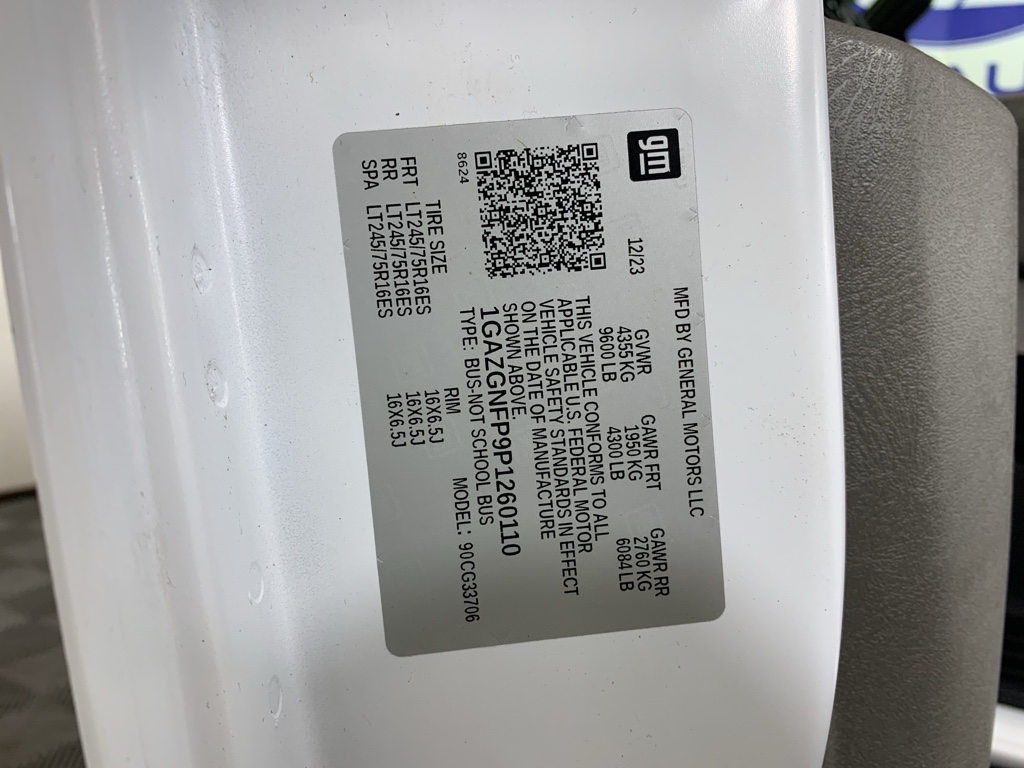 gm
MFD BY GENERAL MOTORS LLC
12/23
GVWR GAWR FRT GAWR RR
4355 KG 1950 KG 2760 KG
9600 LB 4300 LB 6084 LB
THIS VEHICLE CONFORMS TO ALL
APPLICABLE U.S. FEDERAL MOTOR
VEHICLE SAFETY STANDARDS IN EFFECT
ON THE DATE OF MANUFACTURE
SHOWN ABOVE.
1GAZGNFP9P1260110
TYPE: BUS-NOT SCHOOL BUS MODEL: 90CG33706
8624
TIRE SIZE RIM
FRT LT245/75R16ES 16X6.5J
RR LT245/75R16ES 16X6.5J
SPA LT245/75R16ES 16X6.5J